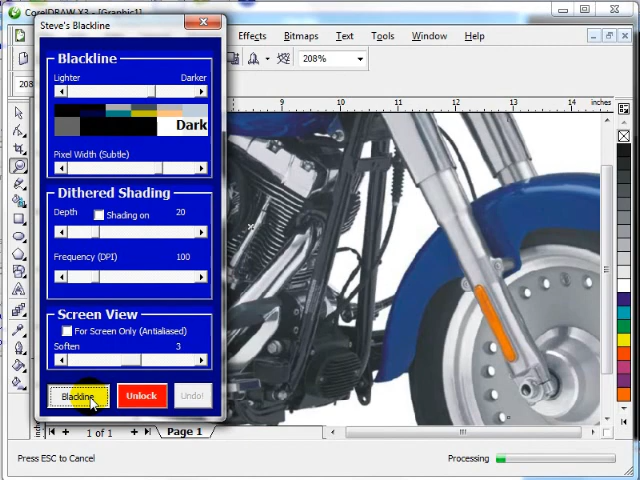 CorelDRAW X3 - [Graphic1]
Steve's Blackline
Effects Bitmaps Text Tools Window Help
208%
208
Blackline
Lighter Darker
Dark
Pixel Width (Subtle)
9 10 11 12 13 14 inches
Dithered Shading
Depth Shading on 20
Frequency (DPI) 100
Screen View
For Screen Only (Antialiased)
Soften 3
Blackline Unlock Undo!
1 of 1 Page 1
Press ESC to Cancel Processing